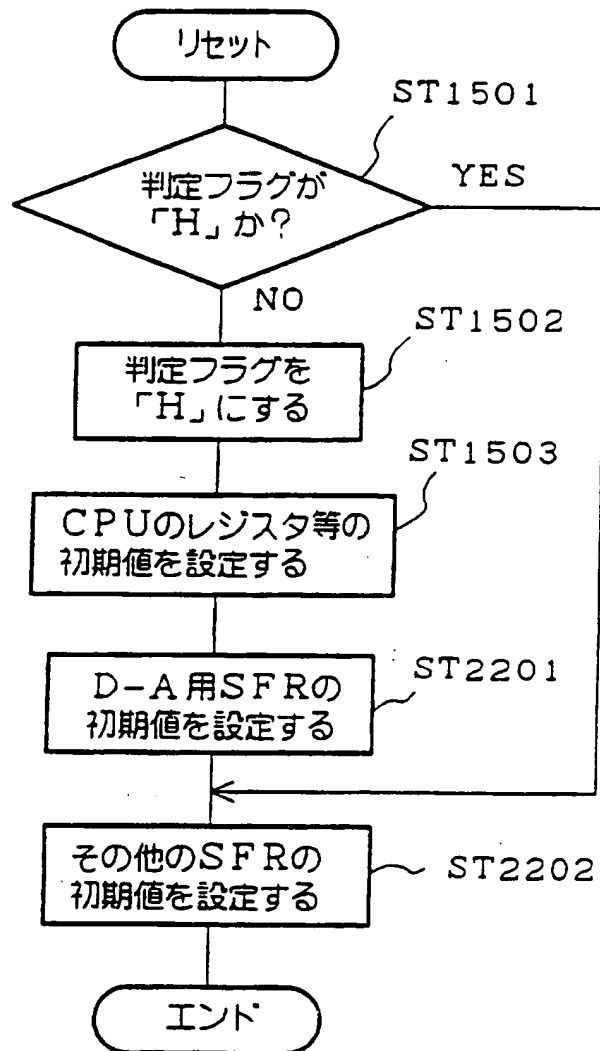 リセット
ST1501
判定フラグが
「H」か?
YES
NO
ST1502
判定フラグを
「H」にする
ST1503
CPUのレジスタ等の
初期値を設定する
ST2201
D-A用SFRの
初期値を設定する
その他のSFRの
初期値を設定する
ST2202
エンド